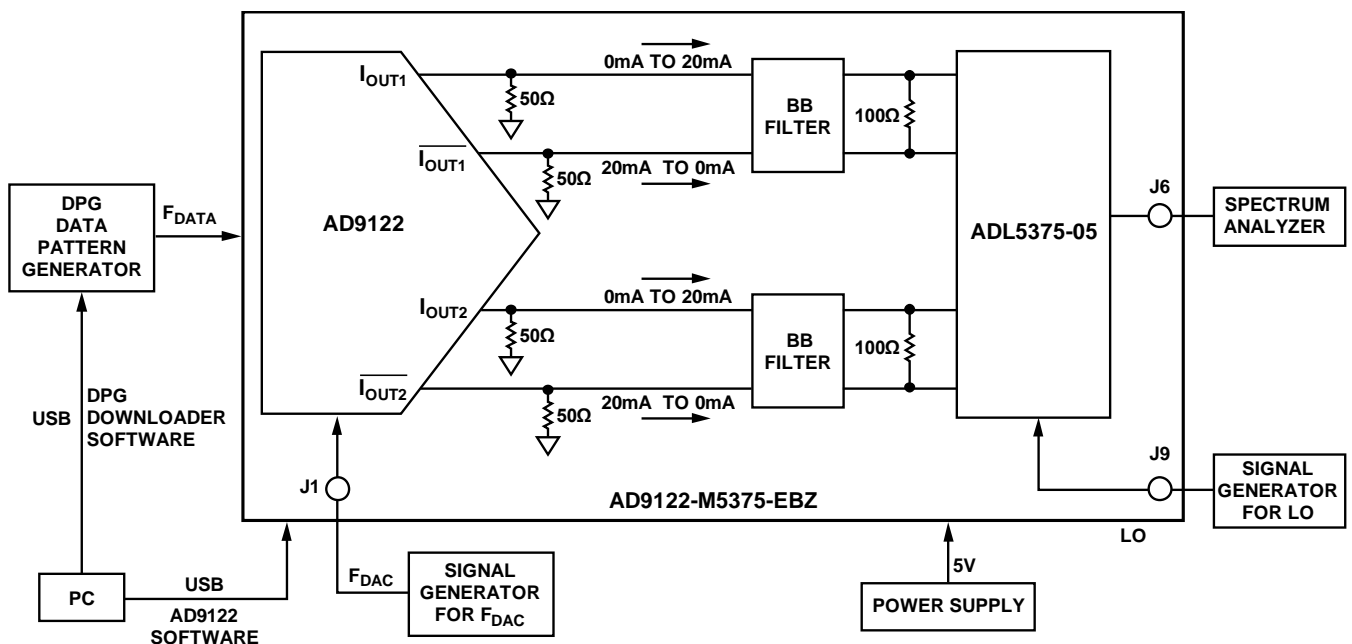 I_OUT1
0mA TO 20mA
50Ω
BB
FILTER
100Ω
I̅_OUT1
20mA TO 0mA
50Ω
AD9122
ADL5375-05
DPG
DATA
PATTERN
GENERATOR
F_DATA
J6
SPECTRUM
ANALYZER
I_OUT2
0mA TO 20mA
50Ω
BB
FILTER
100Ω
I̅_OUT2
20mA TO 0mA
50Ω
USB
DPG
DOWNLOADER
SOFTWARE
J1
AD9122-M5375-EBZ
J9
SIGNAL
GENERATOR
FOR LO
LO
PC
USB
AD9122
SOFTWARE
F_DAC
SIGNAL
GENERATOR
FOR F_DAC
5V
POWER SUPPLY